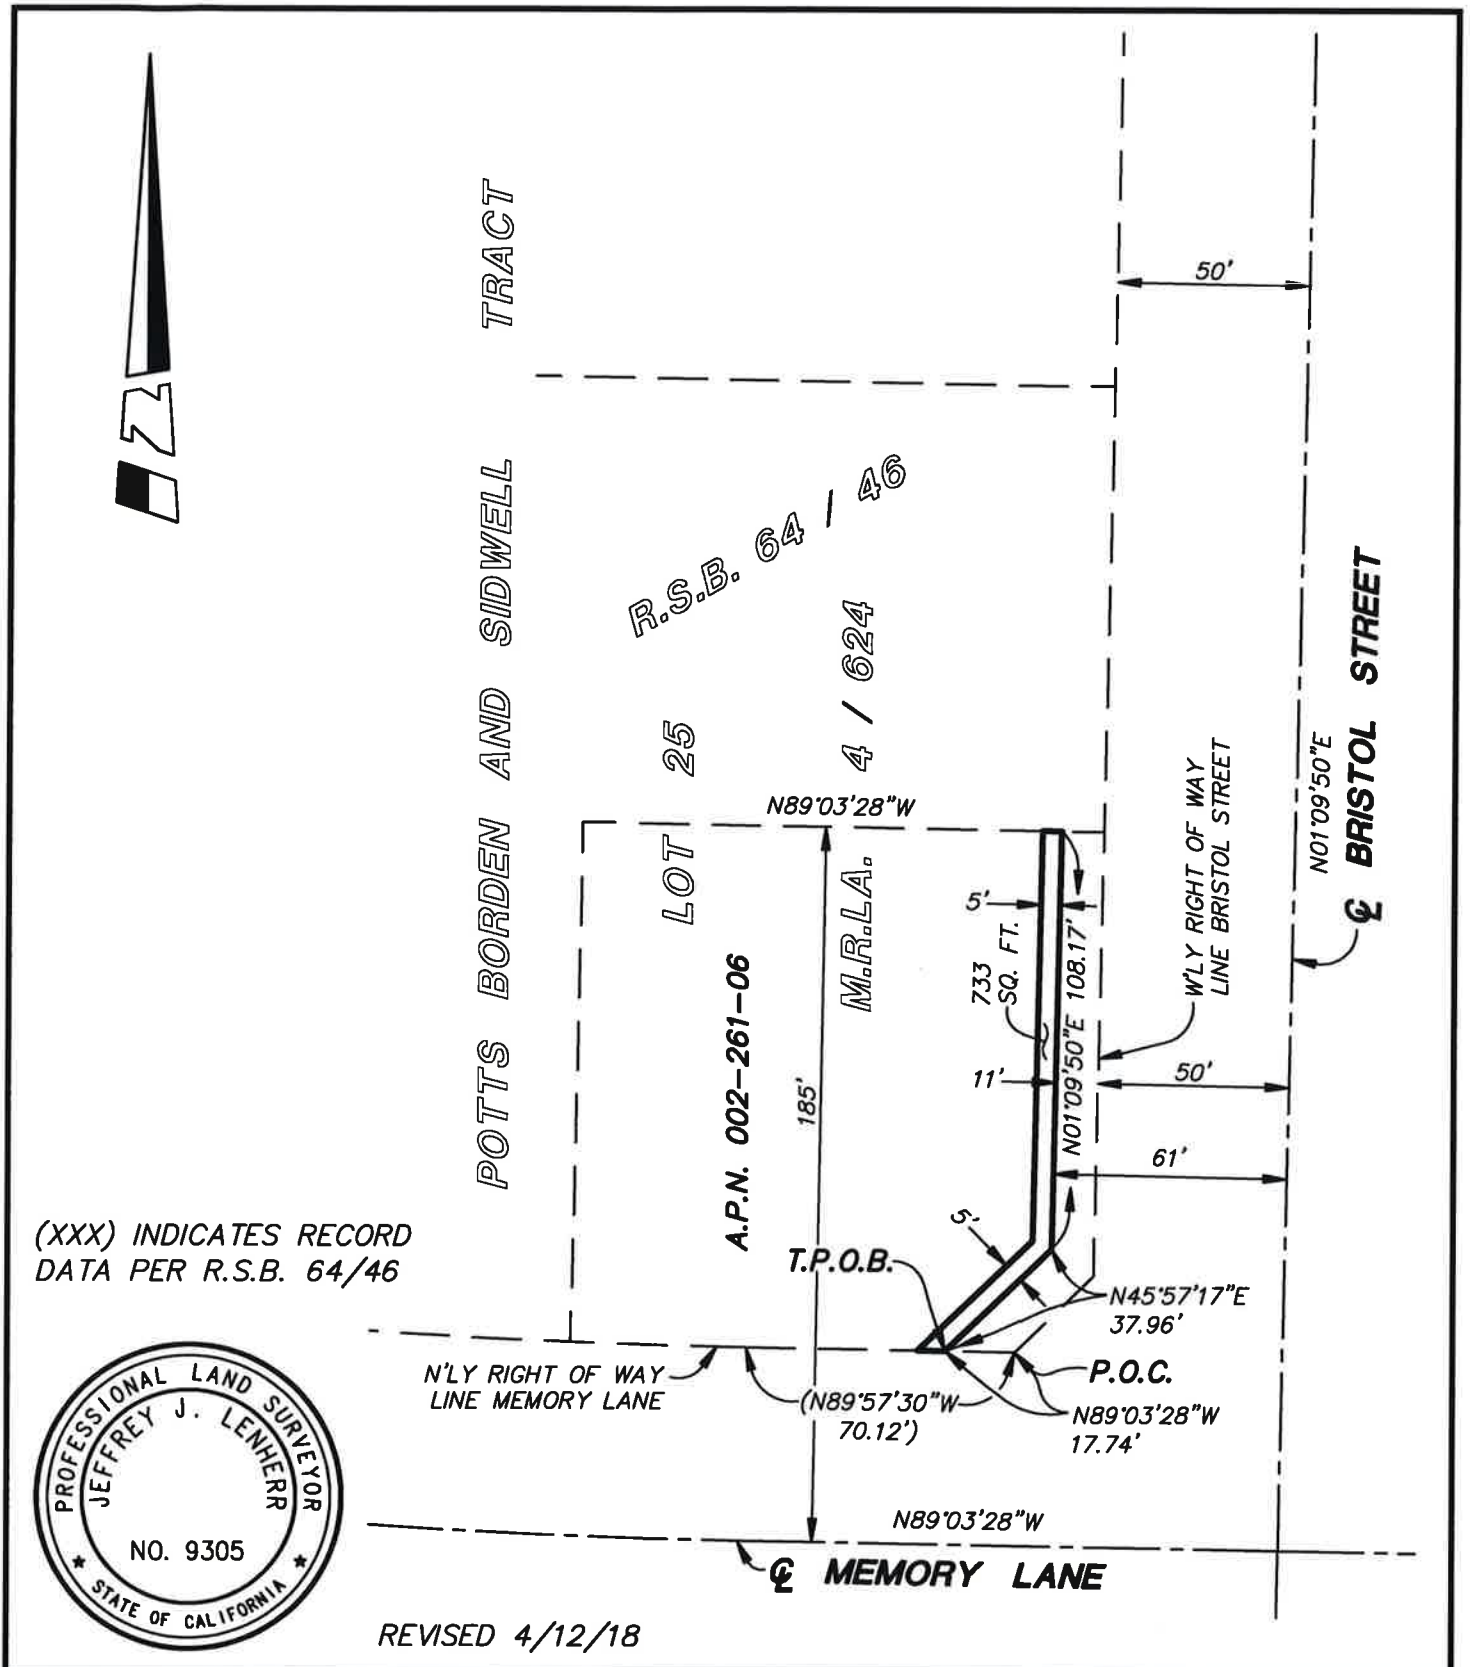 N
POTTS BORDEN AND SIDWELL TRACT
50'
R.S.B. 64 / 46
LOT 25
M.R.LA. 4 / 624
N89°03'28"W
℄ BRISTOL STREET
N01°09'50"E
W'LY RIGHT OF WAY
LINE BRISTOL STREET
5'
733
SQ. FT.
N01°09'50"E 108.17'
A.P.N. 002-261-06
185'
11'
50'
61'
5'
(XXX) INDICATES RECORD
DATA PER R.S.B. 64/46
T.P.O.B.
N45°57'17"E
37.96'
N'LY RIGHT OF WAY
LINE MEMORY LANE
(N89°57'30"W
70.12')
P.O.C.
N89°03'28"W
17.74'
PROFESSIONAL LAND SURVEYOR
JEFFREY J. LENHERR
NO. 9305
STATE OF CALIFORNIA
N89°03'28"W
℄ MEMORY LANE
REVISED 4/12/18